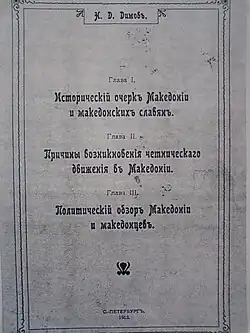 Н. Д. Димовъ.
Глава I.
Историческій очеркъ Македоніи
и македонскихъ славянъ.
Глава II.
Причины возникновенія четническаго
движенія въ Македоніи.
Глава III.
Политическій обзоръ Македоніи
и македонцевъ.
С.-ПЕТЕРБУРГЪ.